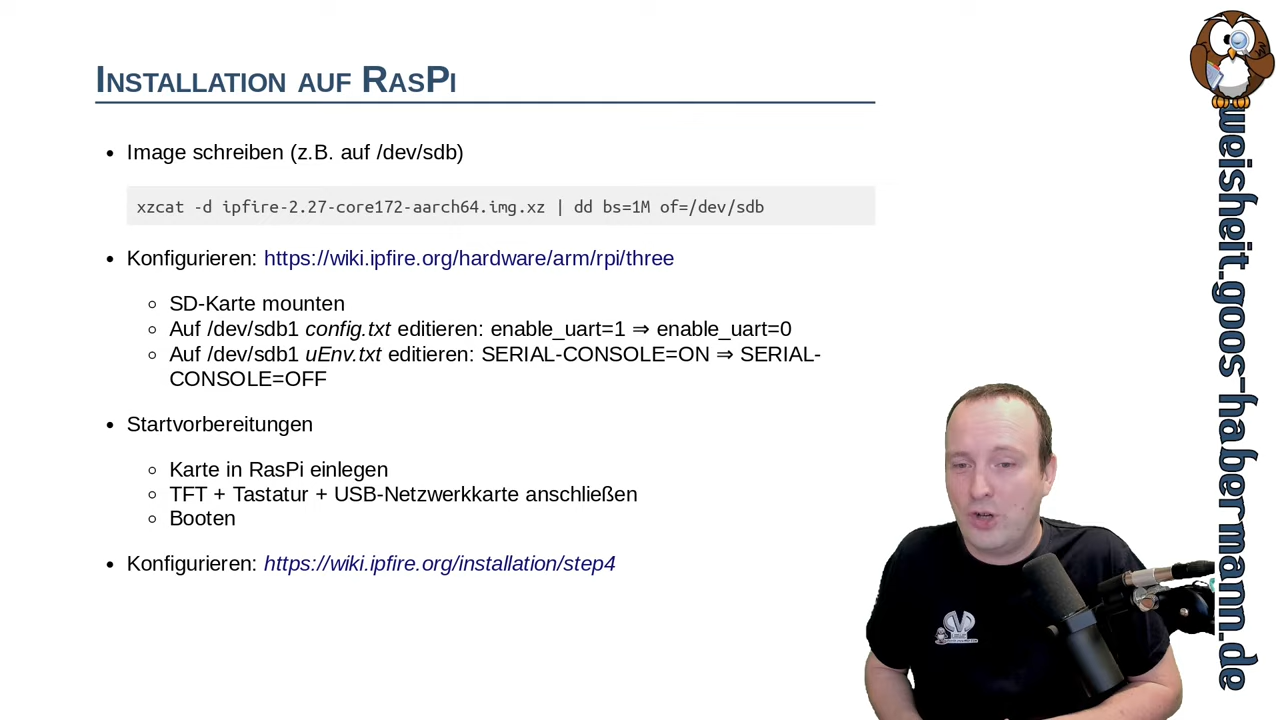 Installation auf RasPi
• Image schreiben (z.B. auf /dev/sdb)
xzcat -d ipfire-2.27-core172-aarch64.img.xz | dd bs=1M of=/dev/sdb
• Konfigurieren: https://wiki.ipfire.org/hardware/arm/rpi/three
◦ SD-Karte mounten
◦ Auf /dev/sdb1 config.txt editieren: enable_uart=1 ⇒ enable_uart=0
◦ Auf /dev/sdb1 uEnv.txt editieren: SERIAL-CONSOLE=ON ⇒ SERIAL-
CONSOLE=OFF
• Startvorbereitungen
◦ Karte in RasPi einlegen
◦ TFT + Tastatur + USB-Netzwerkkarte anschließen
◦ Booten
• Konfigurieren: https://wiki.ipfire.org/installation/step4
weisheit.goos-habermann.de